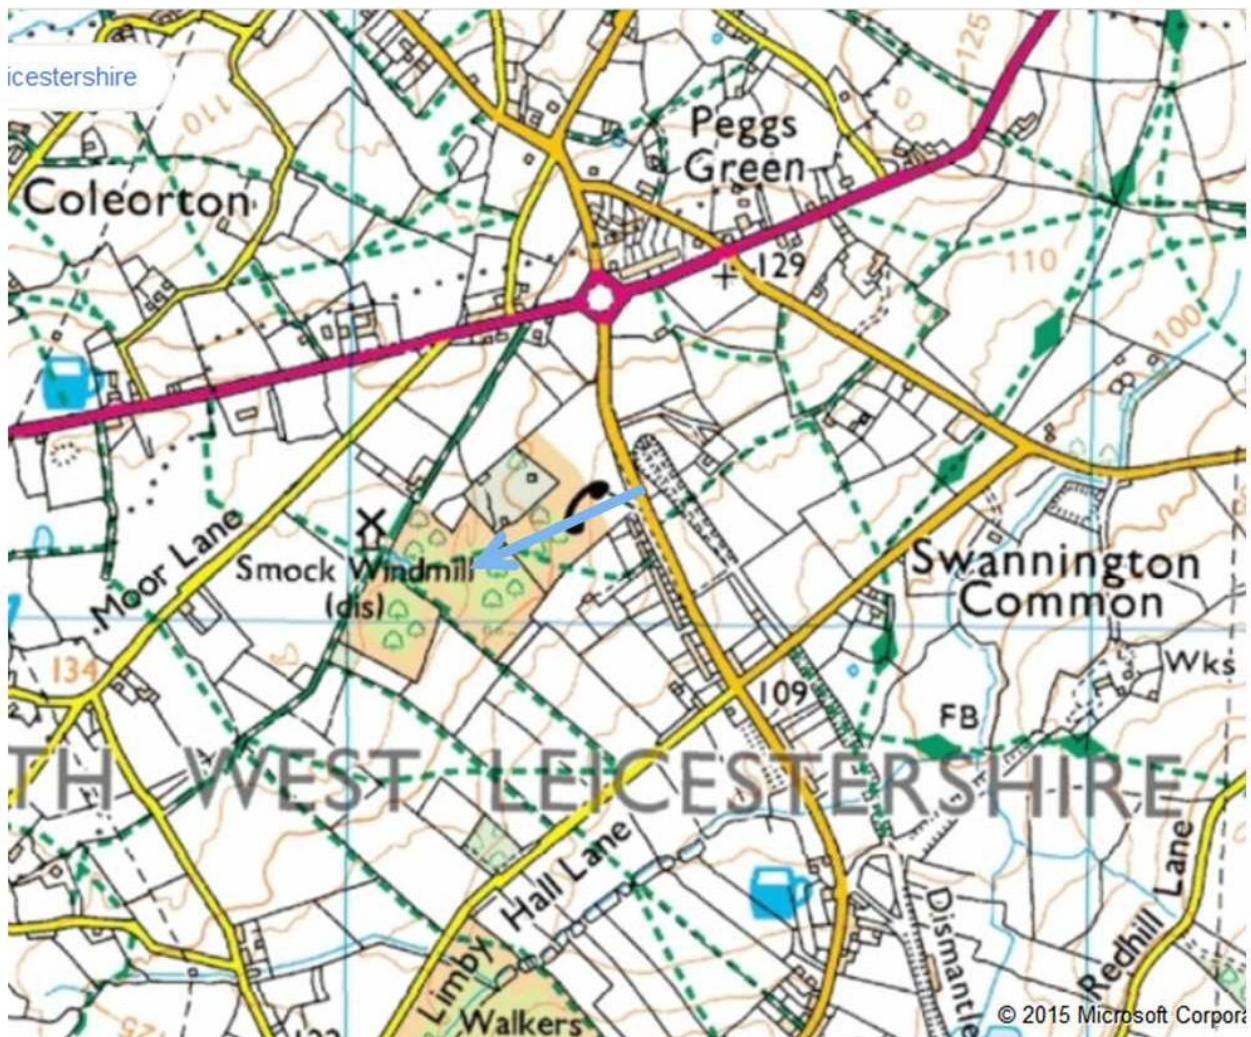 icestershire
125
110
Peggs
Green
Coleorton
129
110
100
Moor Lane
Smock Windmill
(dis)
Swannington
Common
134
109
Wks
FB
TH WEST LEICESTERSHIRE
Limby Hall Lane
Redhill Lane
Dismantle
Walkers
125
© 2015 Microsoft Corpora